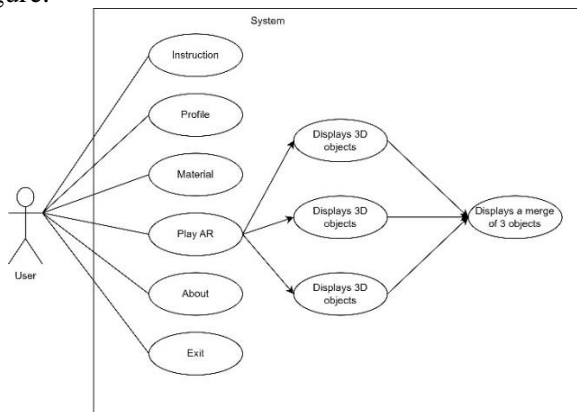 System
Instruction
Profile
Material
Play AR
About
Exit
User
Displays 3D
objects
Displays 3D
objects
Displays 3D
objects
Displays a merge
of 3 objects